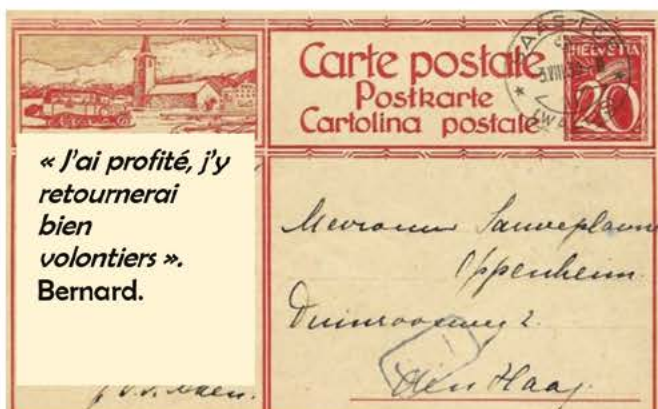 Carte postale
Postkarte
Cartolina postale
HELVETIA
20
« J'ai profité, j'y
retournerai
bien
volontiers ».
Bernard.
Mevrouw
Oppenheim
den Haag